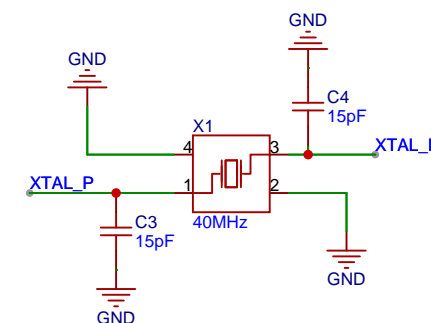 GND
GND
C4
15pF
X1
4
3
XTAL_
XTAL_P
1
2
40MHz
C3
15pF
GND
GND